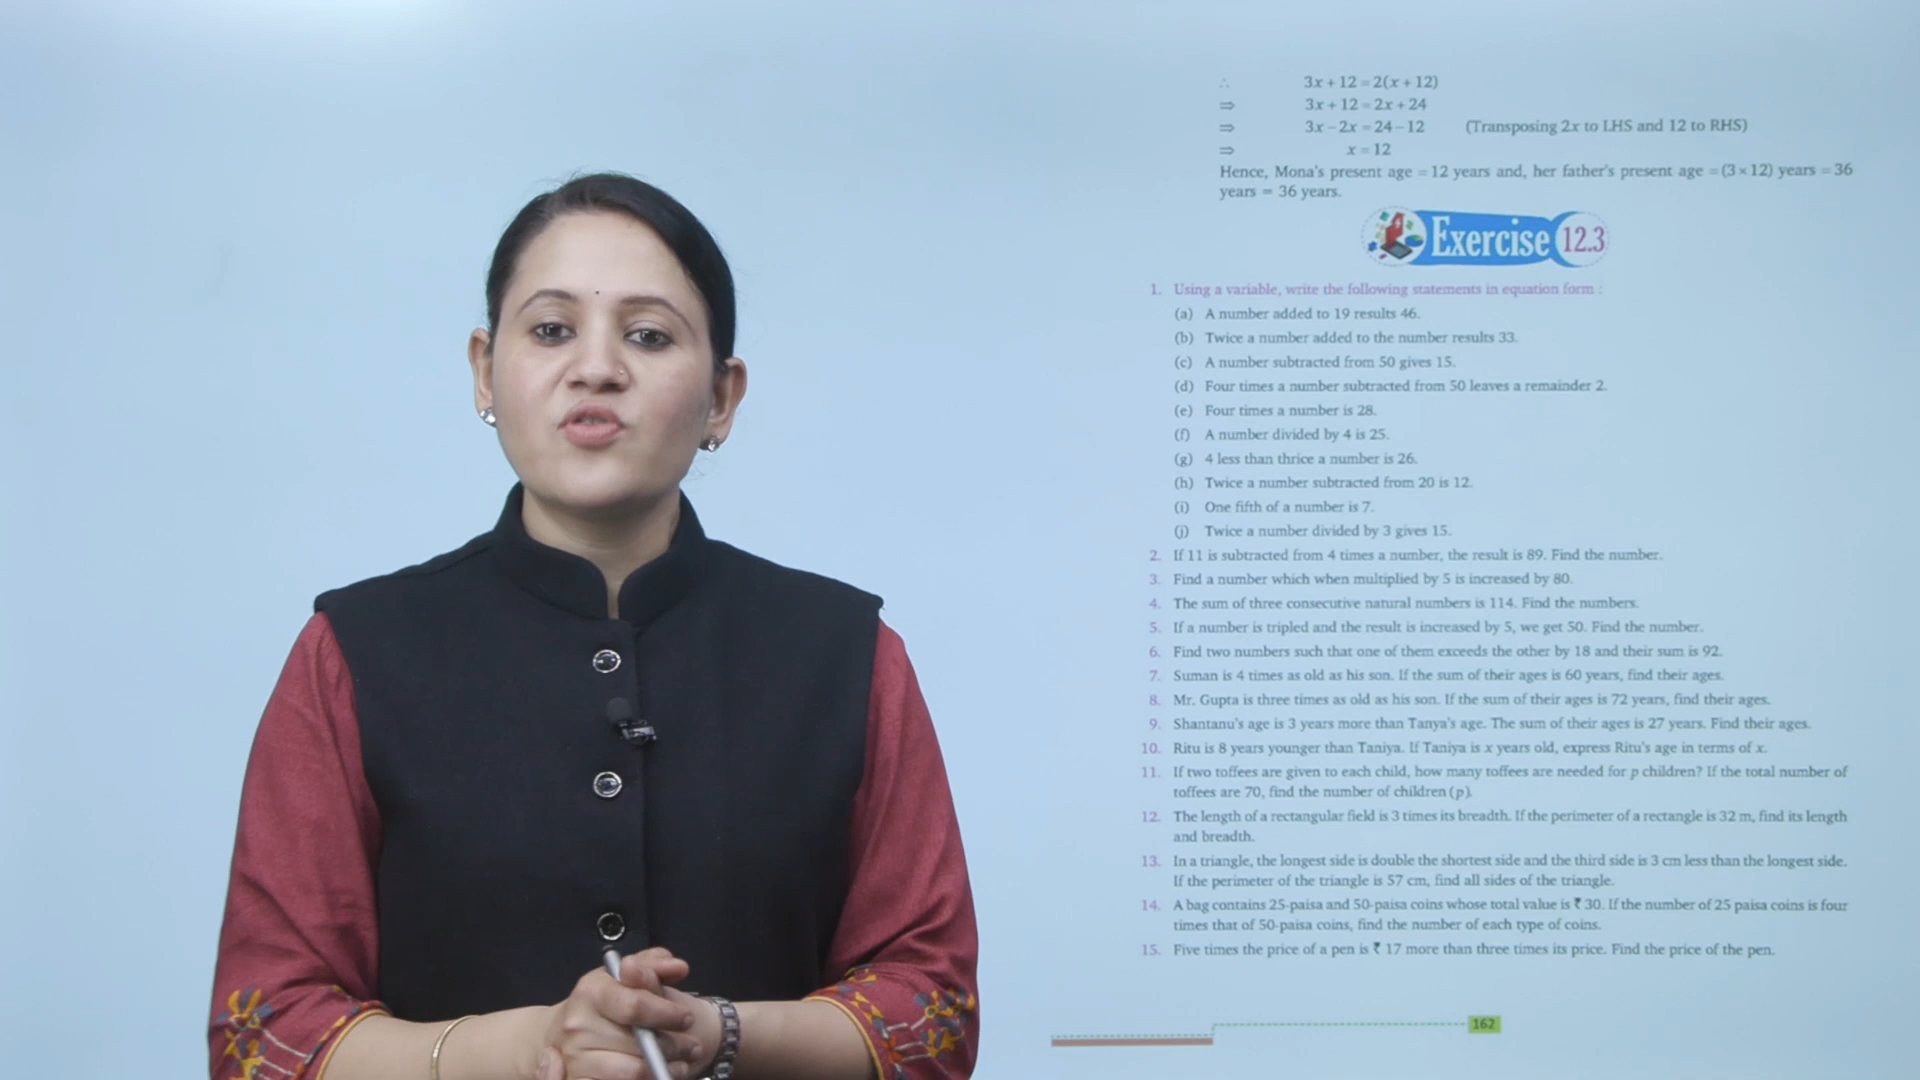 ∴ 3x + 12 = 2(x + 12)
⇒ 3x + 12 = 2x + 24
⇒ 3x − 2x = 24 − 12 (Transposing 2x to LHS and 12 to RHS)
⇒ x = 12
Hence, Mona's present age = 12 years and, her father's present age = (3 × 12) years = 36
years = 36 years.
Exercise 12.3
1. Using a variable, write the following statements in equation form :
(a) A number added to 19 results 46.
(b) Twice a number added to the number results 33.
(c) A number subtracted from 50 gives 15.
(d) Four times a number subtracted from 50 leaves a remainder 2.
(e) Four times a number is 28.
(f) A number divided by 4 is 25.
(g) 4 less than thrice a number is 26.
(h) Twice a number subtracted from 20 is 12.
(i) One fifth of a number is 7.
(j) Twice a number divided by 3 gives 15.
2. If 11 is subtracted from 4 times a number, the result is 89. Find the number.
3. Find a number which when multiplied by 5 is increased by 80.
4. The sum of three consecutive natural numbers is 114. Find the numbers.
5. If a number is tripled and the result is increased by 5, we get 50. Find the number.
6. Find two numbers such that one of them exceeds the other by 18 and their sum is 92.
7. Suman is 4 times as old as his son. If the sum of their ages is 60 years, find their ages.
8. Mr. Gupta is three times as old as his son. If the sum of their ages is 72 years, find their ages.
9. Shantanu's age is 3 years more than Tanya's age. The sum of their ages is 27 years. Find their ages.
10. Ritu is 8 years younger than Taniya. If Taniya is x years old, express Ritu's age in terms of x.
11. If two toffees are given to each child, how many toffees are needed for p children? If the total number of
toffees are 70, find the number of children (p).
12. The length of a rectangular field is 3 times its breadth. If the perimeter of a rectangle is 32 m, find its length
and breadth.
13. In a triangle, the longest side is double the shortest side and the third side is 3 cm less than the longest side.
If the perimeter of the triangle is 57 cm, find all sides of the triangle.
14. A bag contains 25-paisa and 50-paisa coins whose total value is ₹ 30. If the number of 25 paisa coins is four
times that of 50-paisa coins, find the number of each type of coins.
15. Five times the price of a pen is ₹ 17 more than three times its price. Find the price of the pen.
162